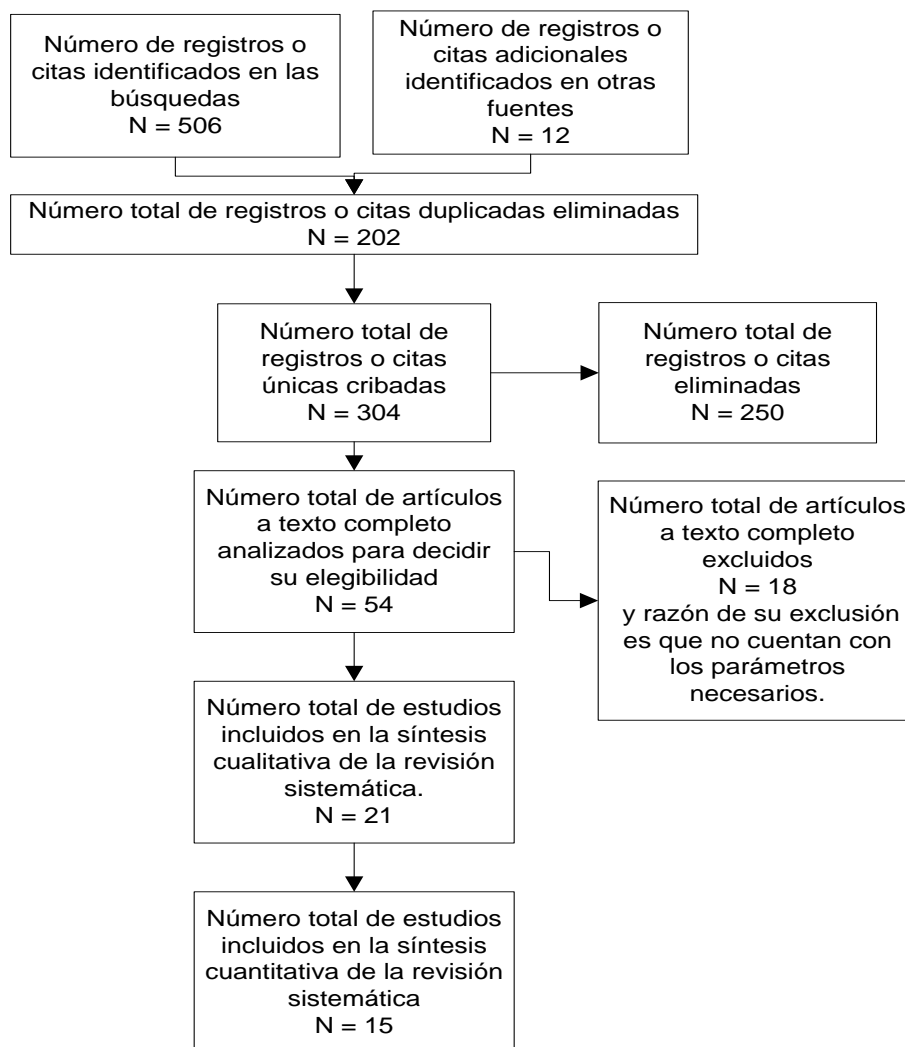 Número de registros o
citas identificados en las
búsquedas
N = 506
Número de registros o
citas adicionales
identificados en otras
fuentes
N = 12
Número total de registros o citas duplicadas eliminadas
N = 202
Número total de
registros o citas
únicas cribadas
N = 304
Número total de
registros o citas
eliminadas
N = 250
Número total de artículos
a texto completo
analizados para decidir
su elegibilidad
N = 54
Número total de artículos
a texto completo
excluidos
N = 18
y razón de su exclusión
es que no cuentan con
los parámetros
necesarios.
Número total de estudios
incluidos en la síntesis
cualitativa de la revisión
sistemática.
N = 21
Número total de estudios
incluidos en la síntesis
cuantitativa de la revisión
sistemática
N = 15